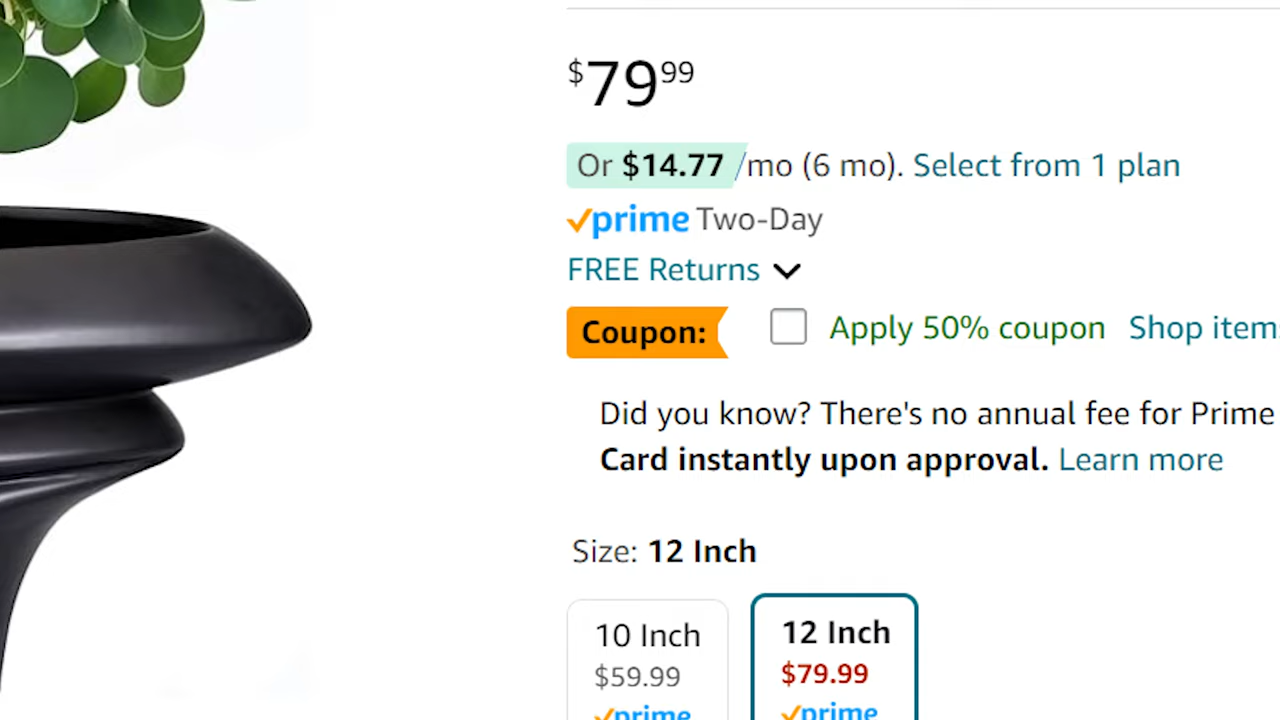 $79.99
Or $14.77 /mo (6 mo). Select from 1 plan
prime Two-Day
FREE Returns
Coupon: Apply 50% coupon Shop item
Did you know? There's no annual fee for Prime
Card instantly upon approval. Learn more
Size: 12 Inch
10 Inch 12 Inch
$59.99 $79.99
prime prime